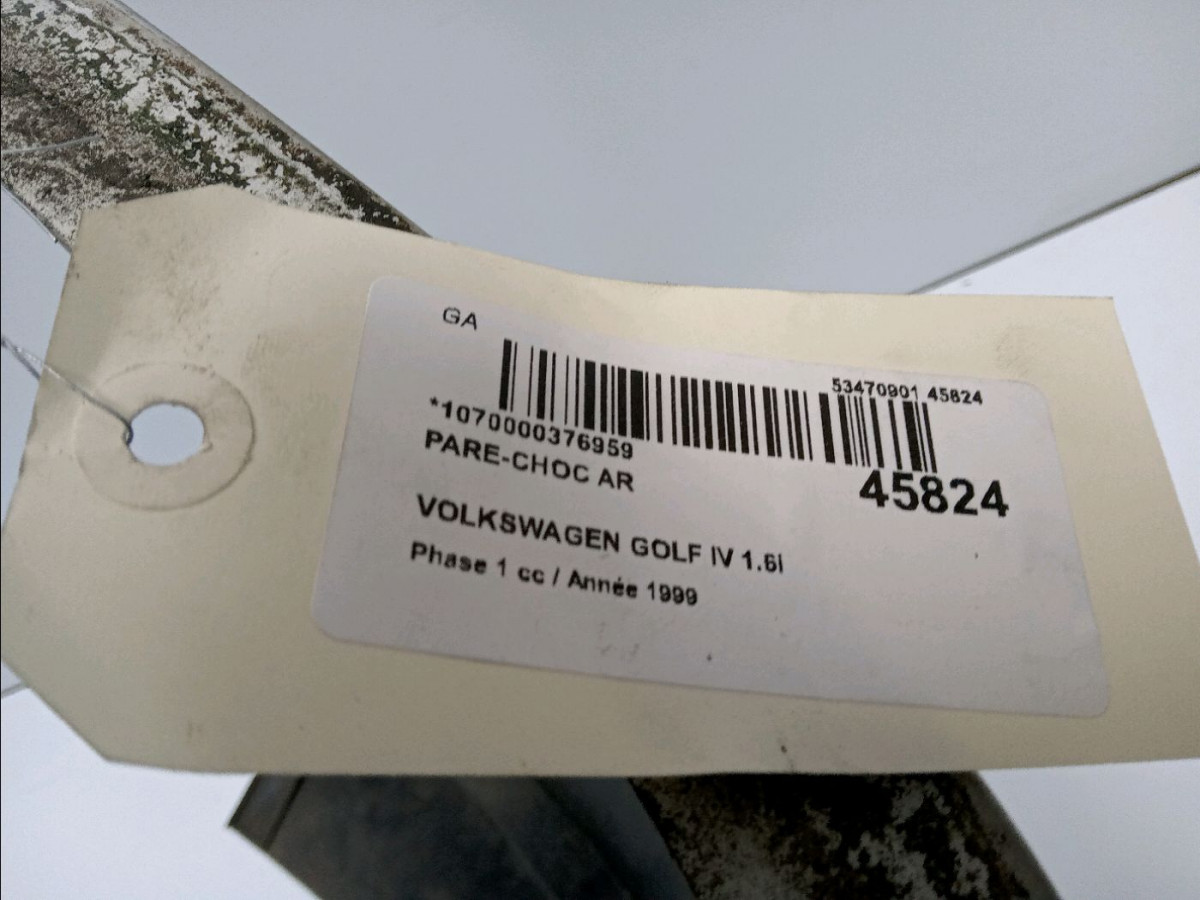 GA
53470901 45824
*1070000376959
PARE-CHOC AR
45824
VOLKSWAGEN GOLF IV 1.6I
Phase 1 cc / Année 1999